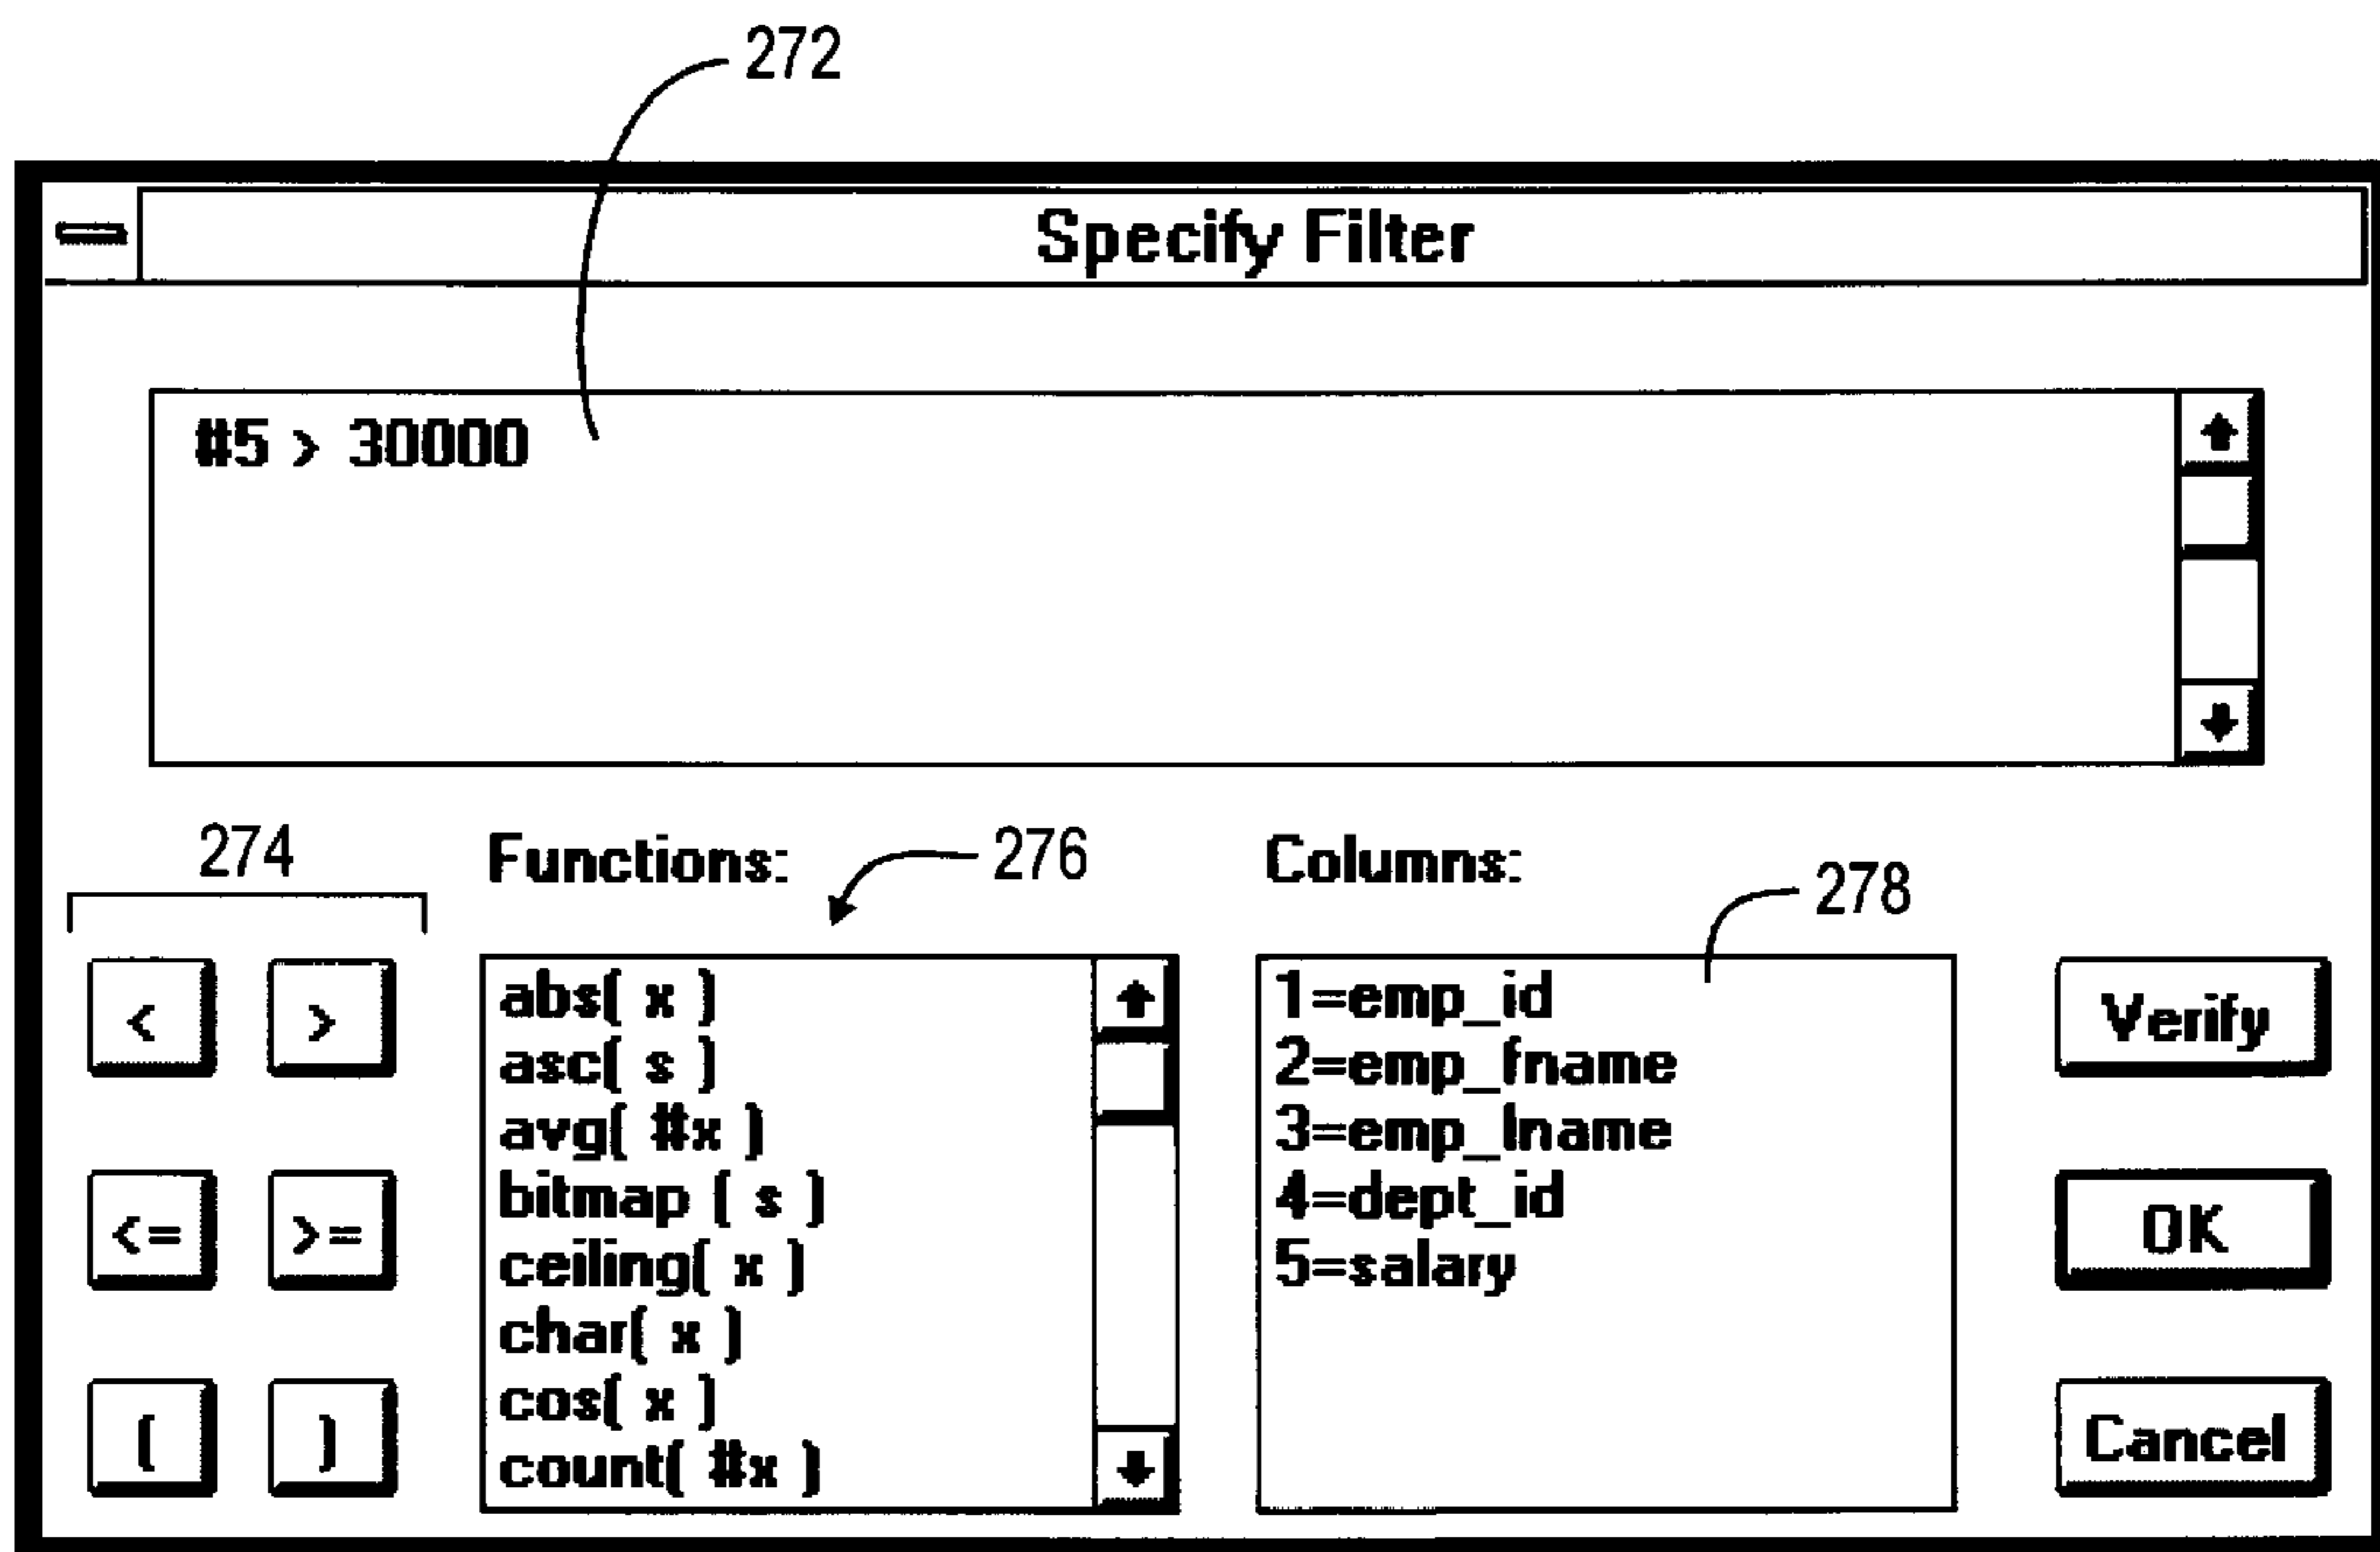 272
Specify Filter
#5 > 30000
274
Functions:
276
Columns:
278
< >
<= >=
( )
abs( x )
asc( s )
avg( #x )
bitmap ( s )
ceiling( x )
char( x )
cos( x )
count( #x )
1=emp_id
2=emp_fname
3=emp_lname
4=dept_id
5=salary
Verify
OK
Cancel